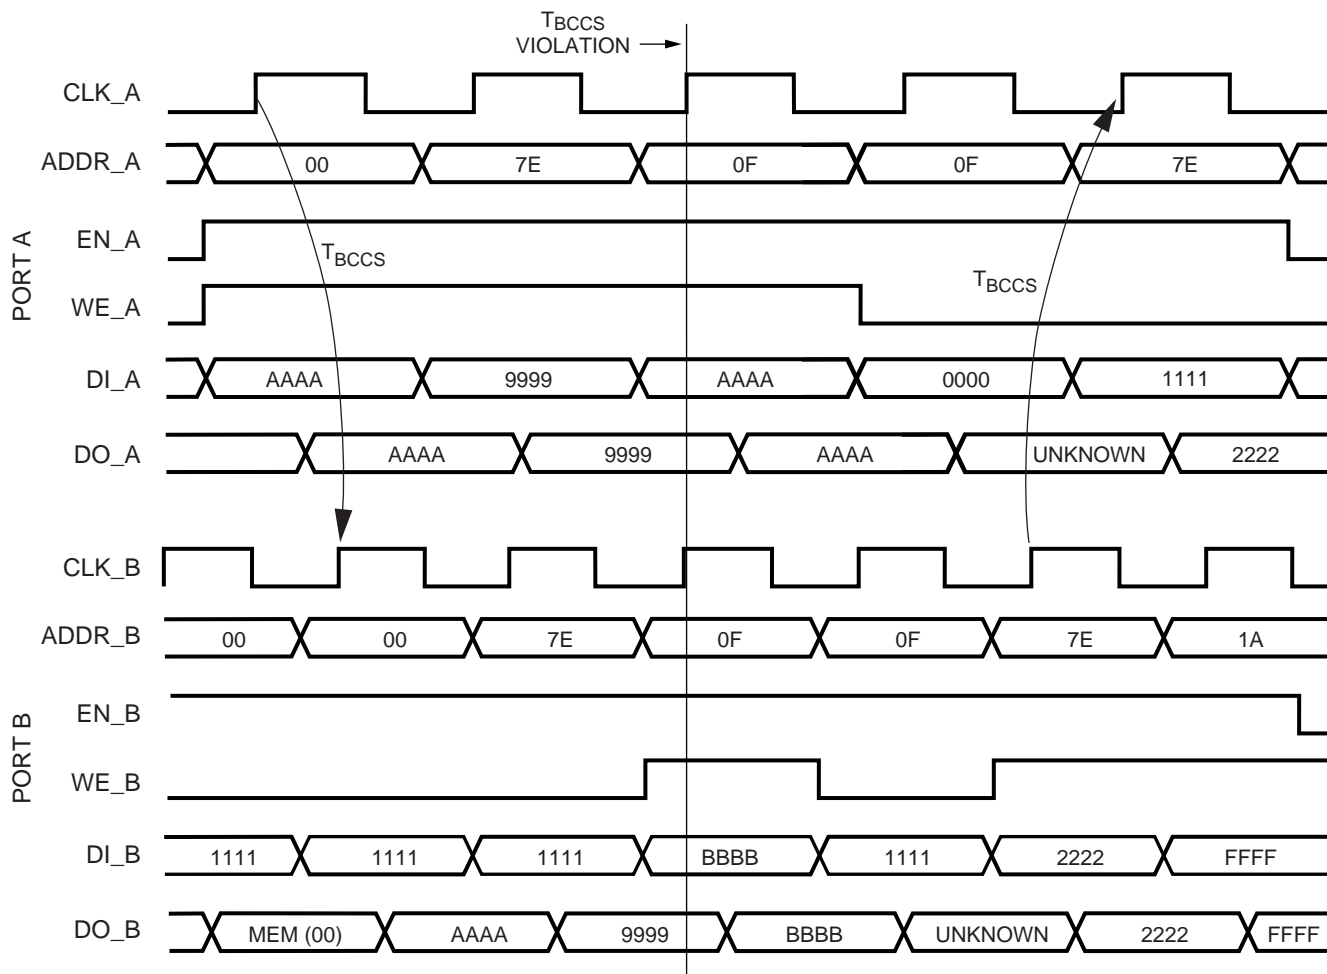 TBCCS
VIOLATION
CLK_A
ADDR_A 00 7E 0F 0F 7E
PORT A
EN_A
TBCCS
TBCCS
WE_A
DI_A AAAA 9999 AAAA 0000 1111
DO_A AAAA 9999 AAAA UNKNOWN 2222
CLK_B
ADDR_B 00 00 7E 0F 0F 7E 1A
PORT B
EN_B
WE_B
DI_B 1111 1111 1111 BBBB 1111 2222 FFFF
DO_B MEM (00) AAAA 9999 BBBB UNKNOWN 2222 FFFF